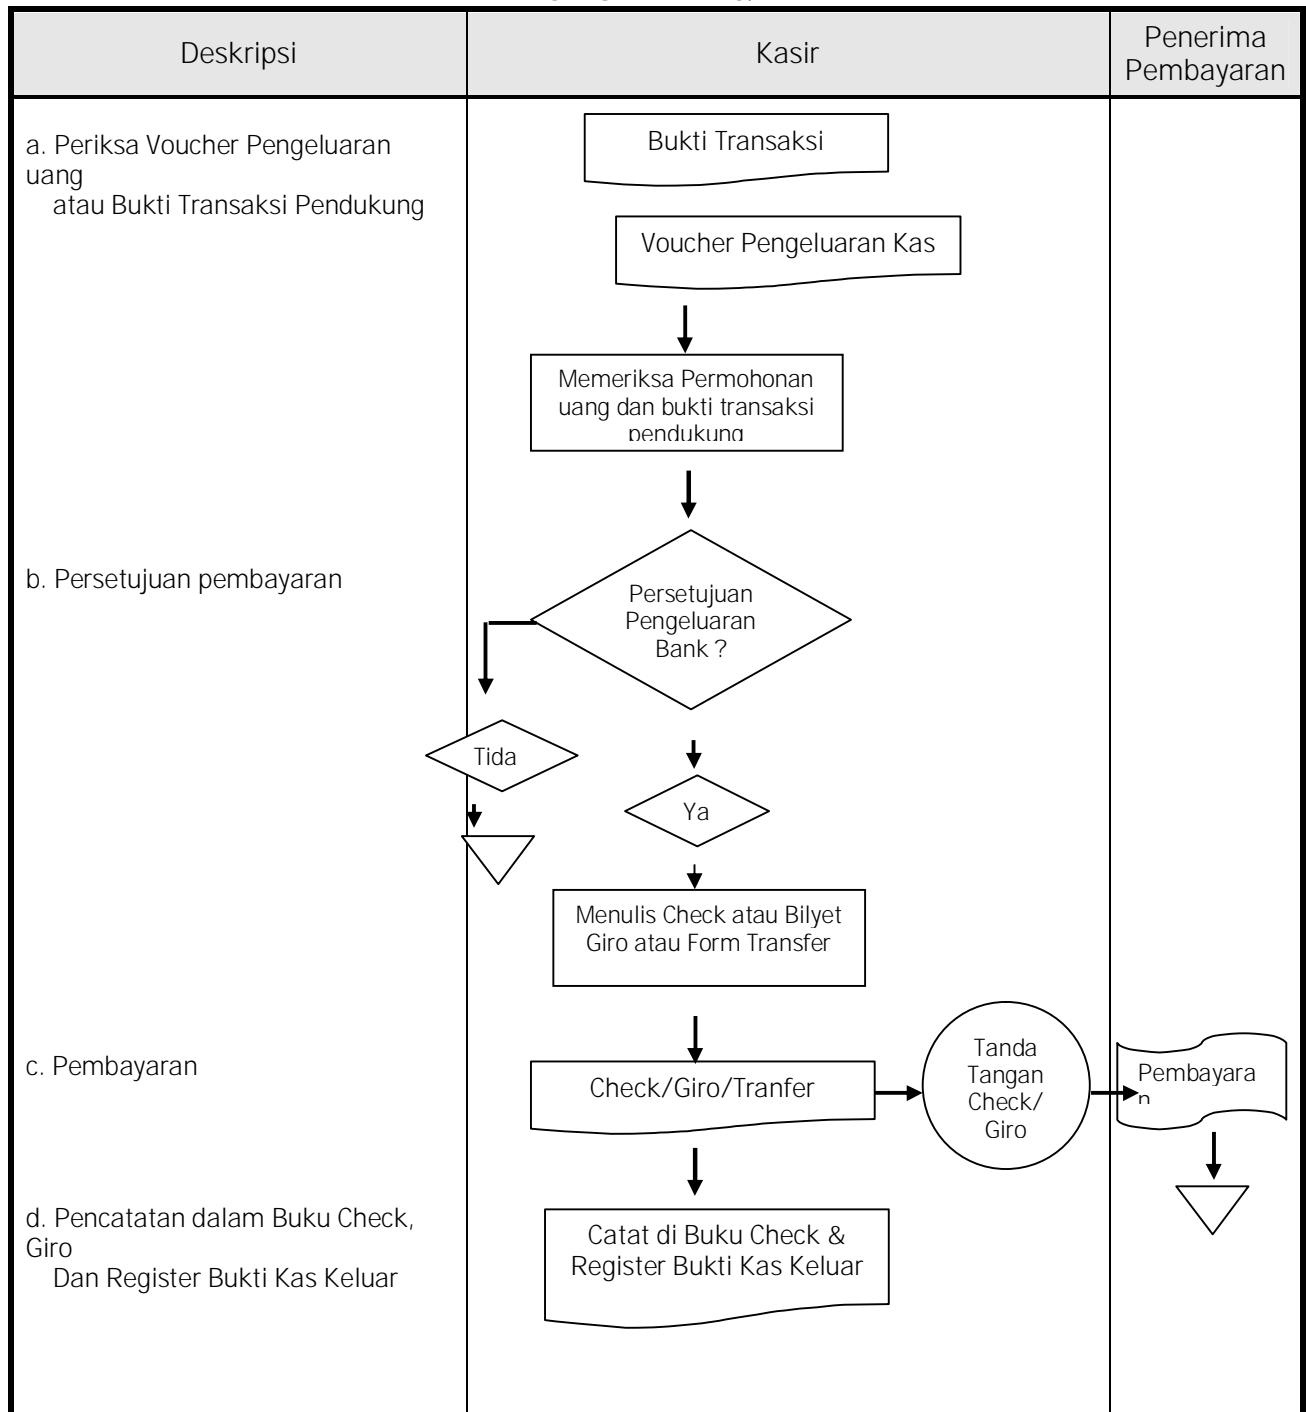 Deskripsi
Kasir
Penerima
Pembayaran
a. Periksa Voucher Pengeluaran
uang
atau Bukti Transaksi Pendukung
Bukti Transaksi
Voucher Pengeluaran Kas
Memeriksa Permohonan
uang dan bukti transaksi
pendukung
b. Persetujuan pembayaran
Persetujuan
Pengeluaran
Bank ?
Tida
Ya
Menulis Check atau Bilyet
Giro atau Form Transfer
c. Pembayaran
Check/Giro/Tranfer
Tanda
Tangan
Check/
Giro
Pembayara
n
d. Pencatatan dalam Buku Check,
Giro
Dan Register Bukti Kas Keluar
Catat di Buku Check &
Register Bukti Kas Keluar